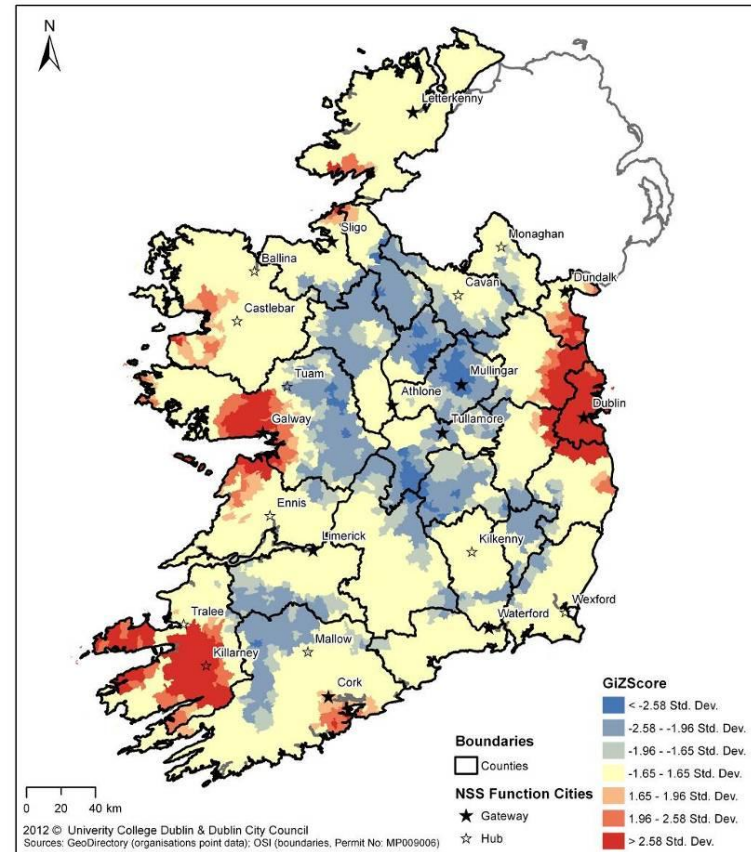 N
Letterkenny
Sligo
Monaghan
Ballina
Cavan
Dundalk
Castlebar
Tuam
Mullingar
Athlone
Dublin
Galway
Tullamore
Ennis
Limerick
Kilkenny
Tralee
Wexford
Waterford
Killarney
Mallow
Cork
GiZScore
< -2.58 Std. Dev.
-2.58 - -1.96 Std. Dev.
-1.96 - -1.65 Std. Dev.
-1.65 - 1.65 Std. Dev.
1.65 - 1.96 Std. Dev.
1.96 - 2.58 Std. Dev.
> 2.58 Std. Dev.
Boundaries
Counties
NSS Function Cities
Gateway
Hub
0 20 40 km
2012 © Univerity College Dublin & Dublin City Council
Sources: GeoDirectory (organisations point data); OSI (boundaries, Permit No: MP009006)